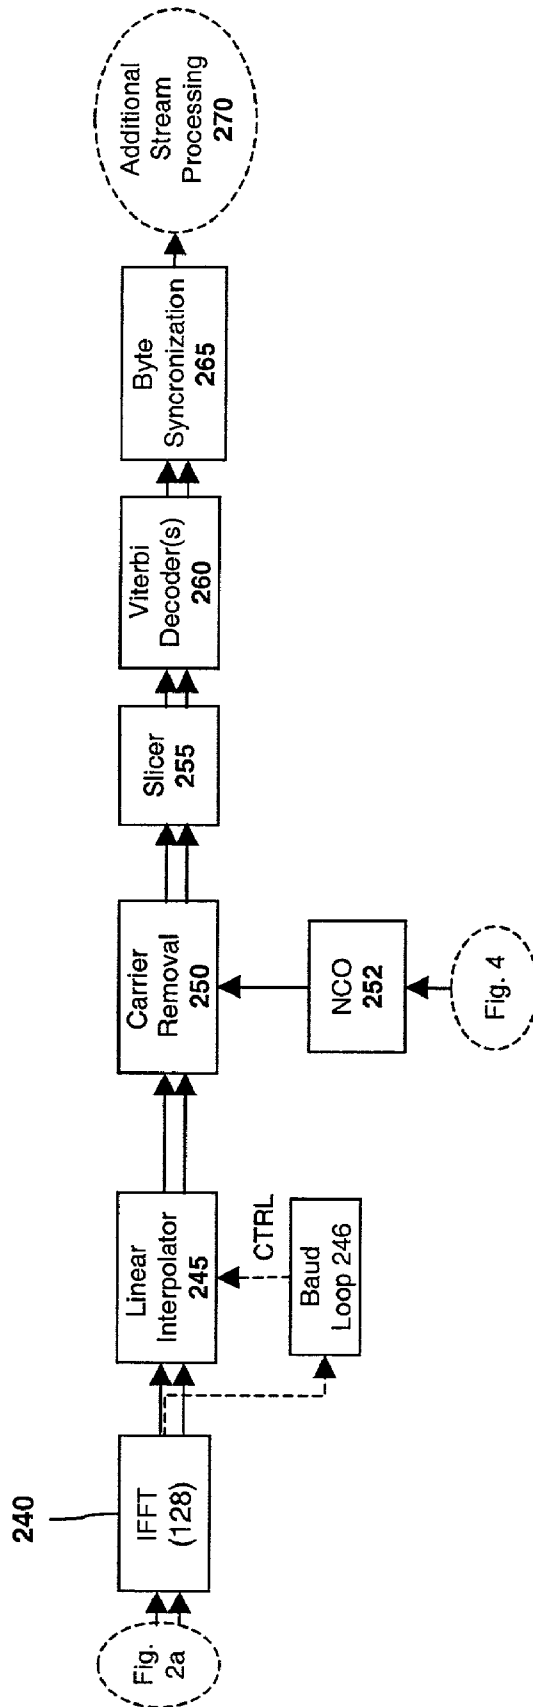 Fig.
2a
240
IFFT
(128)
Linear
Interpolator
245
CTRL
Baud
Loop 246
Carrier
Removal
250
NCO
252
Fig. 4
Slicer
255
Viterbi
Decoder(s)
260
Byte
Syncronization
265
Additional
Stream
Processing
270